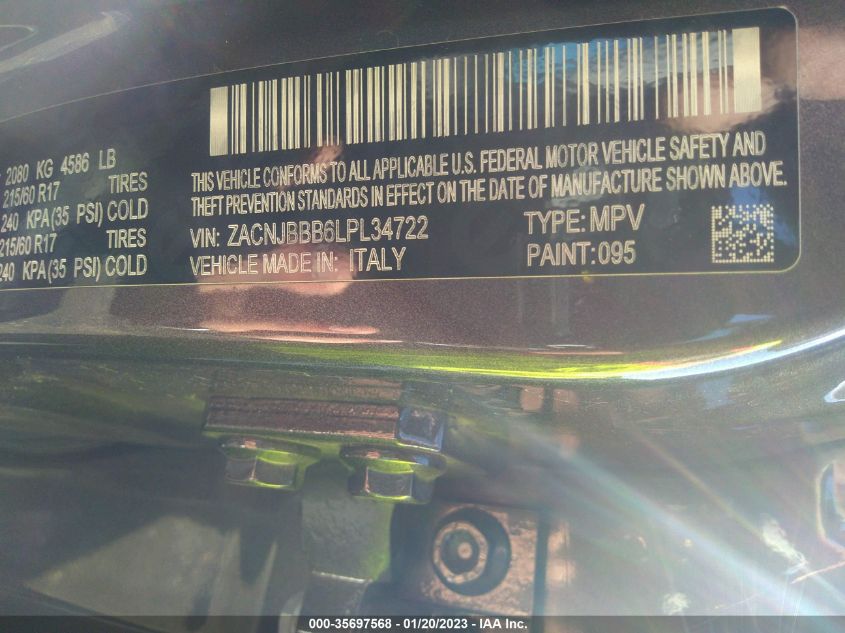 2080 KG 4586 LB
215/60 R17 TIRES
240 KPA (35 PSI) COLD
215/60 R17 TIRES
240 KPA (35 PSI) COLD
THIS VEHICLE CONFORMS TO ALL APPLICABLE U.S. FEDERAL MOTOR VEHICLE SAFETY AND
THEFT PREVENTION STANDARDS IN EFFECT ON THE DATE OF MANUFACTURE SHOWN ABOVE.
VIN: ZACNJBBB6LPL34722 TYPE: MPV
VEHICLE MADE IN: ITALY PAINT: 095
000-35697568 - 01/20/2023 - IAA Inc.